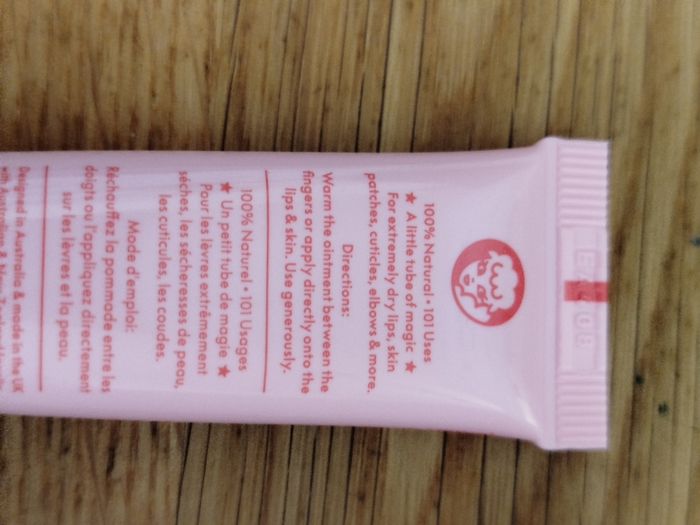 100% Natural • 101 Uses
★ A little tube of magic ★
For extremely dry lips, skin
patches, cuticles, elbows & more.
Directions:
Warm the ointment between the
fingers or apply directly onto the
lips & skin. Use generously.
100% Naturel • 101 Usages
★ Un petit tube de magie ★
Pour les lèvres extrêmement
sèches, les sécheresses de peau,
les cuticules, les coudes.
Mode d'emploi:
Réchauffez la pommade entre les
doigts ou l'appliquez directement
sur les lèvres et la peau.
Designed in Australia & made in the UK
with Australian & New